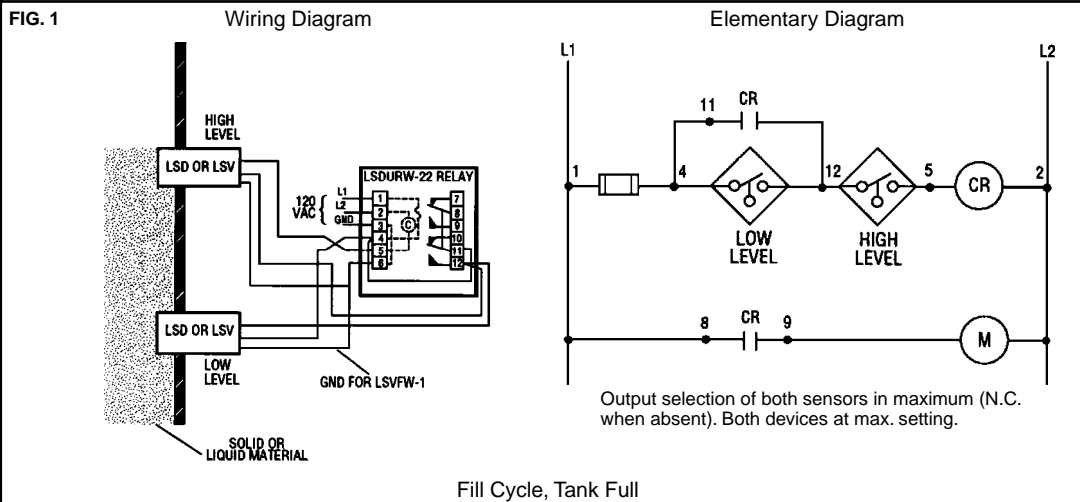 FIG. 1
Wiring Diagram
Elementary Diagram
HIGH
LEVEL
LSD OR LSV
LSDURW-22 RELAY
120
VAC
L1
L2
GND
1
2
3
4
5
6
C
7
8
9
10
11
12
LSD OR LSV
LOW
LEVEL
GND FOR LSVFW-1
SOLID OR
LIQUID MATERIAL
L1
L2
11
CR
1
4
12
5
CR
2
LOW
LEVEL
HIGH
LEVEL
8
CR
9
M
Output selection of both sensors in maximum (N.C.
when absent). Both devices at max. setting.
Fill Cycle, Tank Full